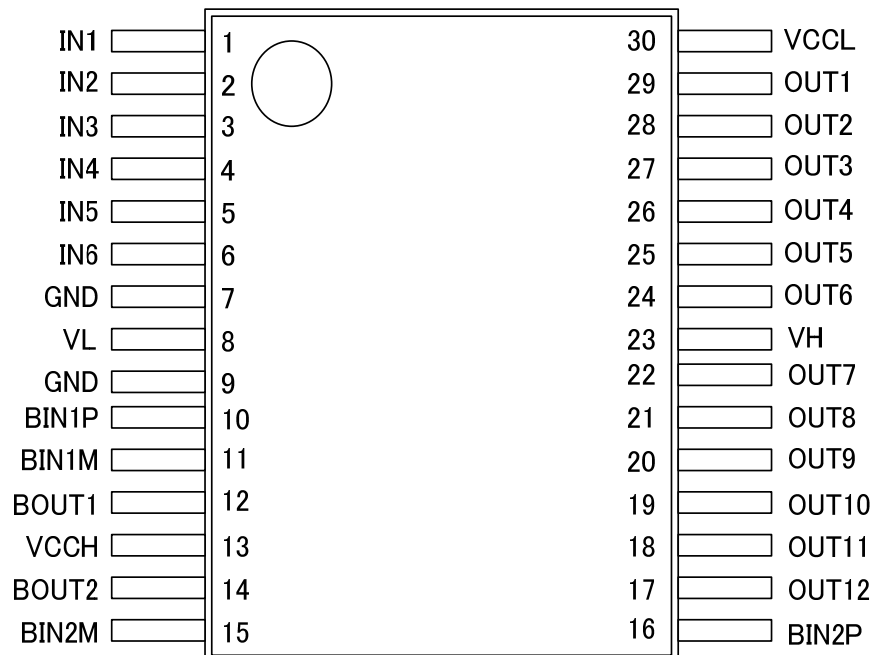 IN1 1 30 VCCL
IN2 2 29 OUT1
IN3 3 28 OUT2
IN4 4 27 OUT3
IN5 5 26 OUT4
IN6 6 25 OUT5
GND 7 24 OUT6
VL 8 23 VH
GND 9 22 OUT7
BIN1P 10 21 OUT8
BIN1M 11 20 OUT9
BOUT1 12 19 OUT10
VCCH 13 18 OUT11
BOUT2 14 17 OUT12
BIN2M 15 16 BIN2P